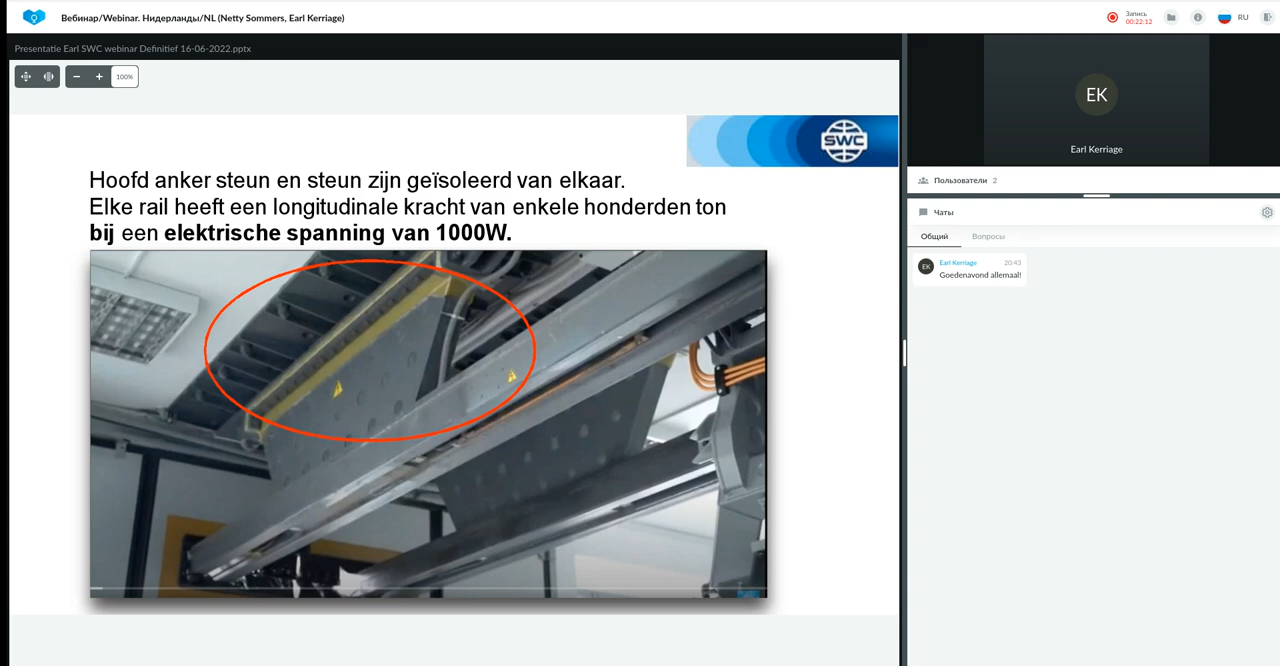 Вебинар/Webinar. Нидерланды/NL (Netty Sommers, Earl Kerriage)
Запись
00:22:12
RU
Presentatie Earl SWC webinar Definitief 16-06-2022.pptx
100%
SWC
Hoofd anker steun en steun zijn geïsoleerd van elkaar.
Elke rail heeft een longitudinale kracht van enkele honderden ton
bij een elektrische spanning van 1000W.
EK
Earl Kerriage
Пользователи 2
Чаты
Общий Вопросы
EK
Earl Kerriage 20:43
Goedenavond allemaal!